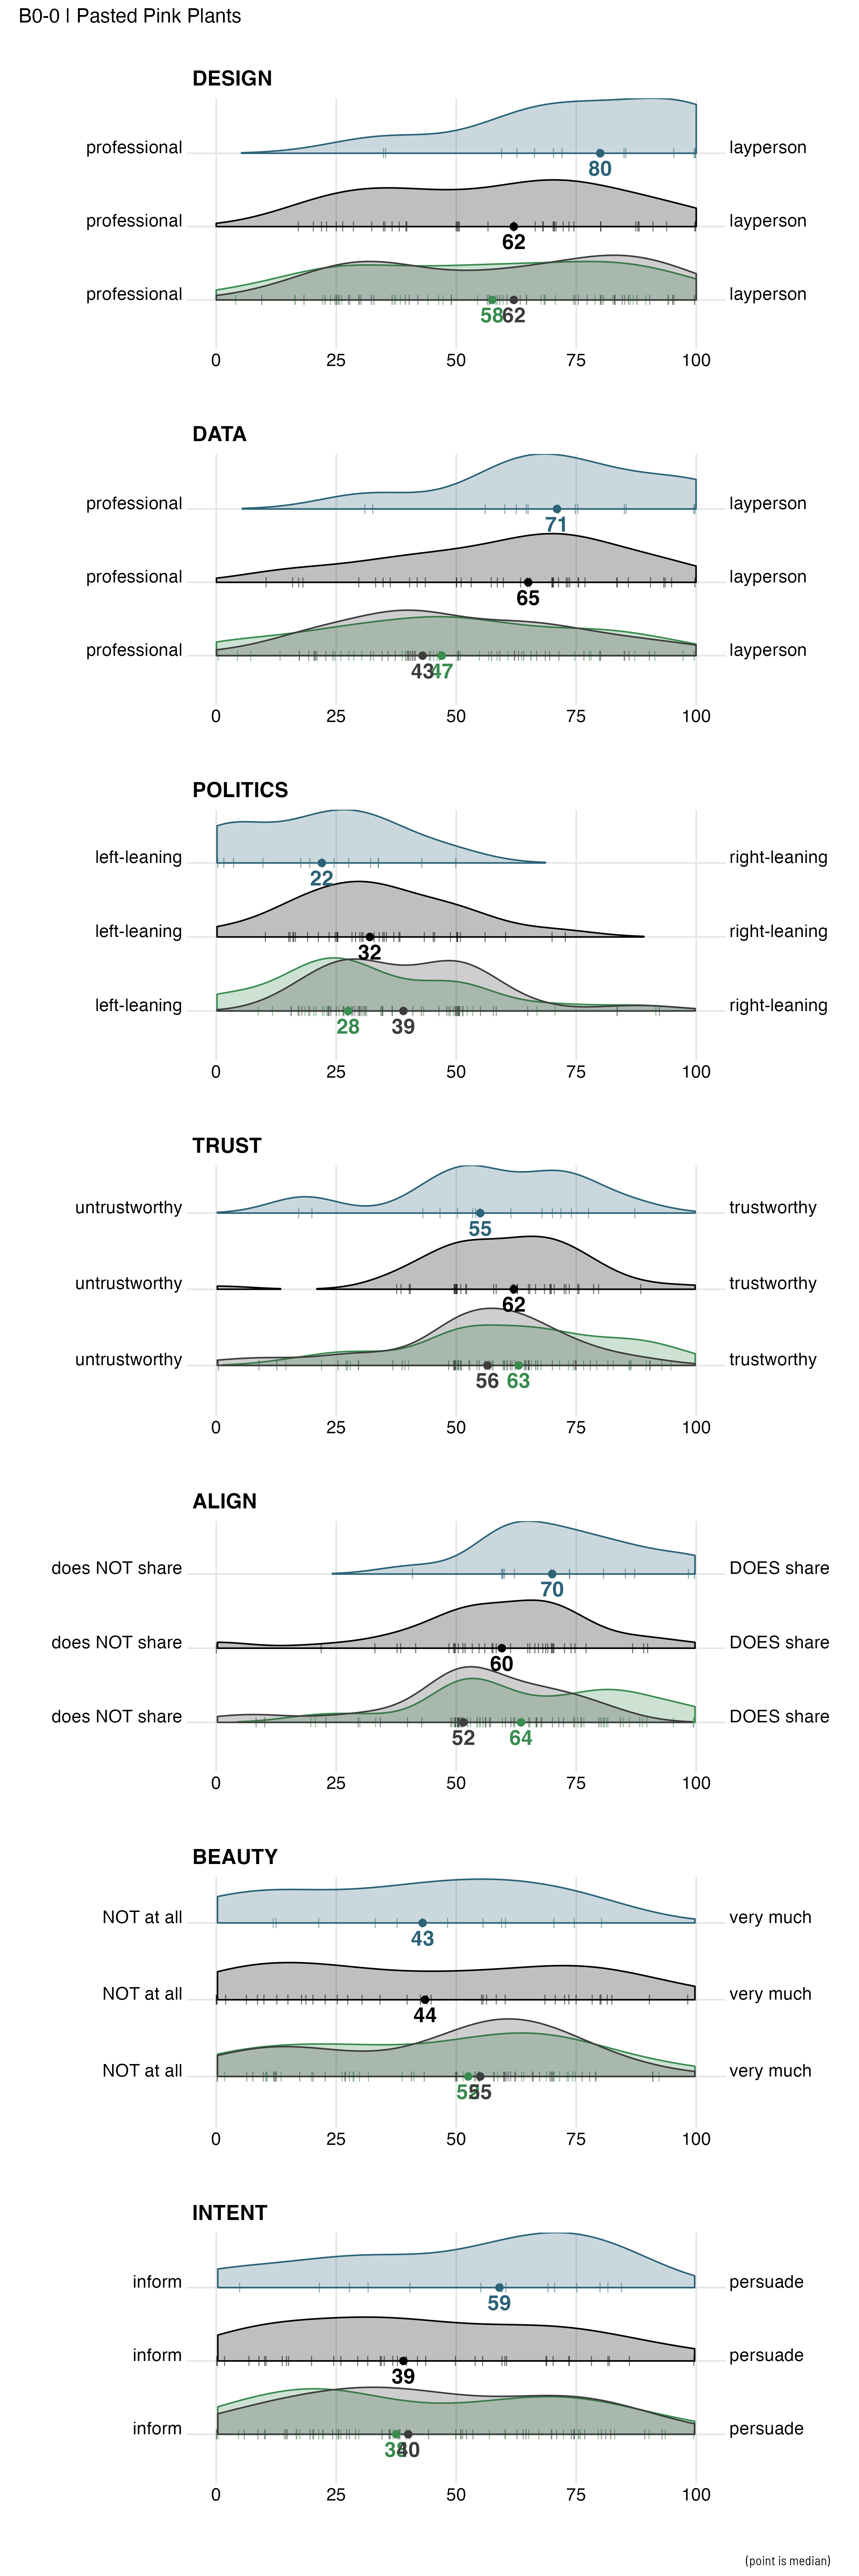 B0-0 | Pasted Pink Plants
DESIGN
professional layperson
80
professional layperson
62
professional layperson
58 62
0 25 50 75 100
DATA
professional layperson
71
professional layperson
65
professional layperson
43 47
0 25 50 75 100
POLITICS
left-leaning right-leaning
22
left-leaning right-leaning
32
left-leaning right-leaning
28 39
0 25 50 75 100
TRUST
untrustworthy trustworthy
55
untrustworthy trustworthy
62
untrustworthy trustworthy
56 63
0 25 50 75 100
ALIGN
does NOT share DOES share
70
does NOT share DOES share
60
does NOT share DOES share
52 64
0 25 50 75 100
BEAUTY
NOT at all very much
43
NOT at all very much
44
NOT at all very much
55
0 25 50 75 100
INTENT
inform persuade
59
inform persuade
39
inform persuade
40
0 25 50 75 100
(point is median)